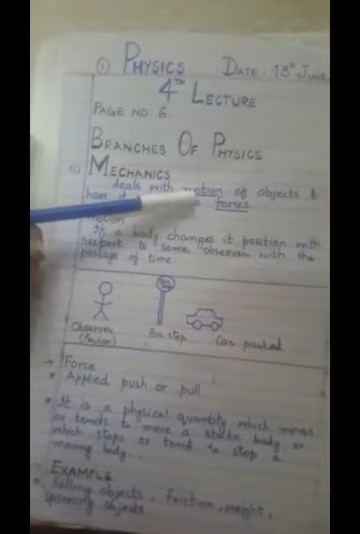 (1) PHYSICS DATE: 13th June
4TH LECTURE
PAGE NO 6.
BRANCHES OF PHYSICS
MECHANICS
deals with motion of objects &
how it forces
motion
If a body changes it position with
respect to some observer with the
passage of time
Observer Bus stop Car parked
(Person)
→ Force
* Applied push or pull
* It is a physical quantity which moves
or tends to move a static body or
which stops or tend to stop a
moving body..
EXAMPLE
* Falling objects, Friction, weight,
objects